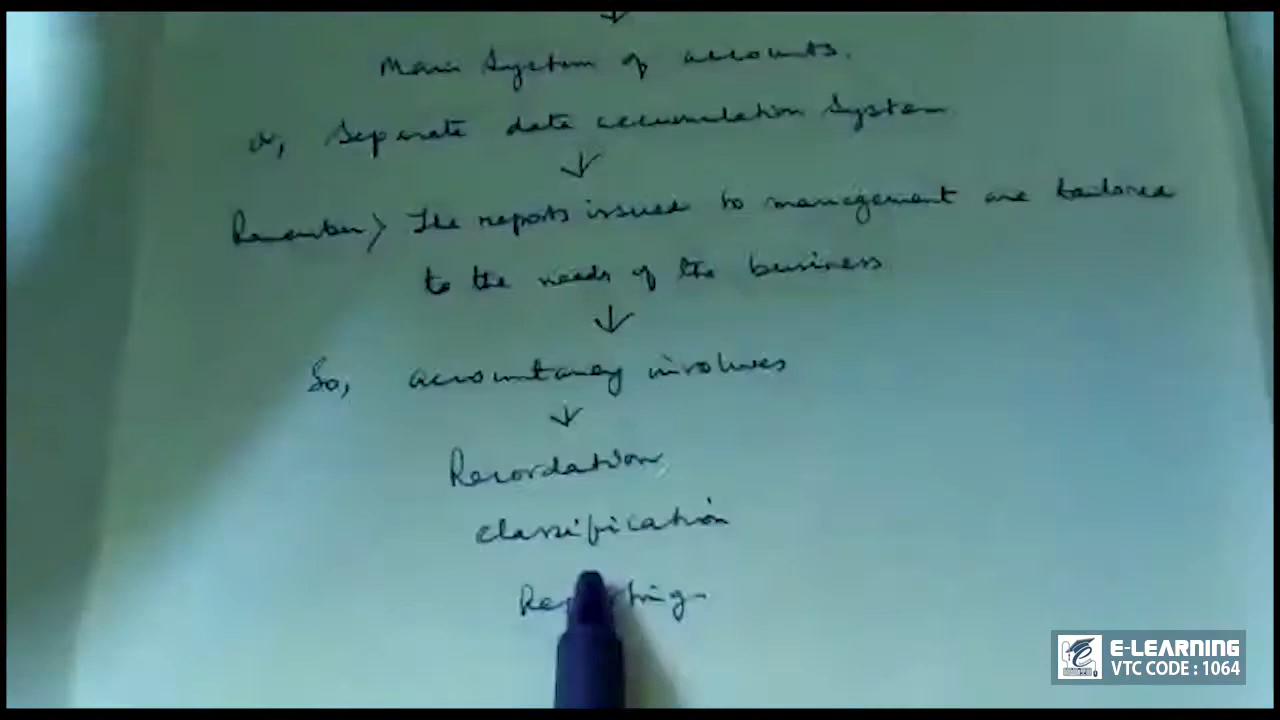 ↓
Main System of accounts.
or, Separate data accumulation System
↓
Remember> The reports issued to management are tailored
to the needs of the business
↓
So, accountancy involves
↓
Recordation
classification
E-LEARNING
VTC CODE : 1064